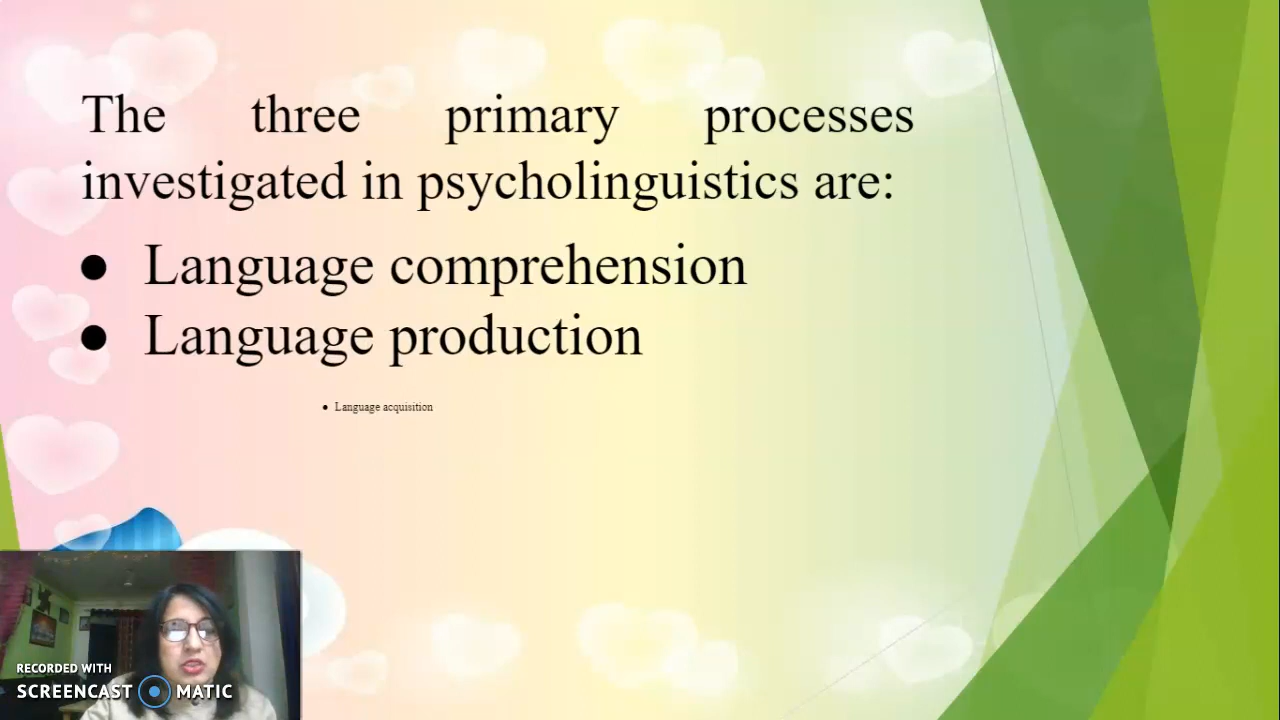 The three primary processes
investigated in psycholinguistics are:
● Language comprehension
● Language production
● Language acquisition
RECORDED WITH
SCREENCAST MATIC